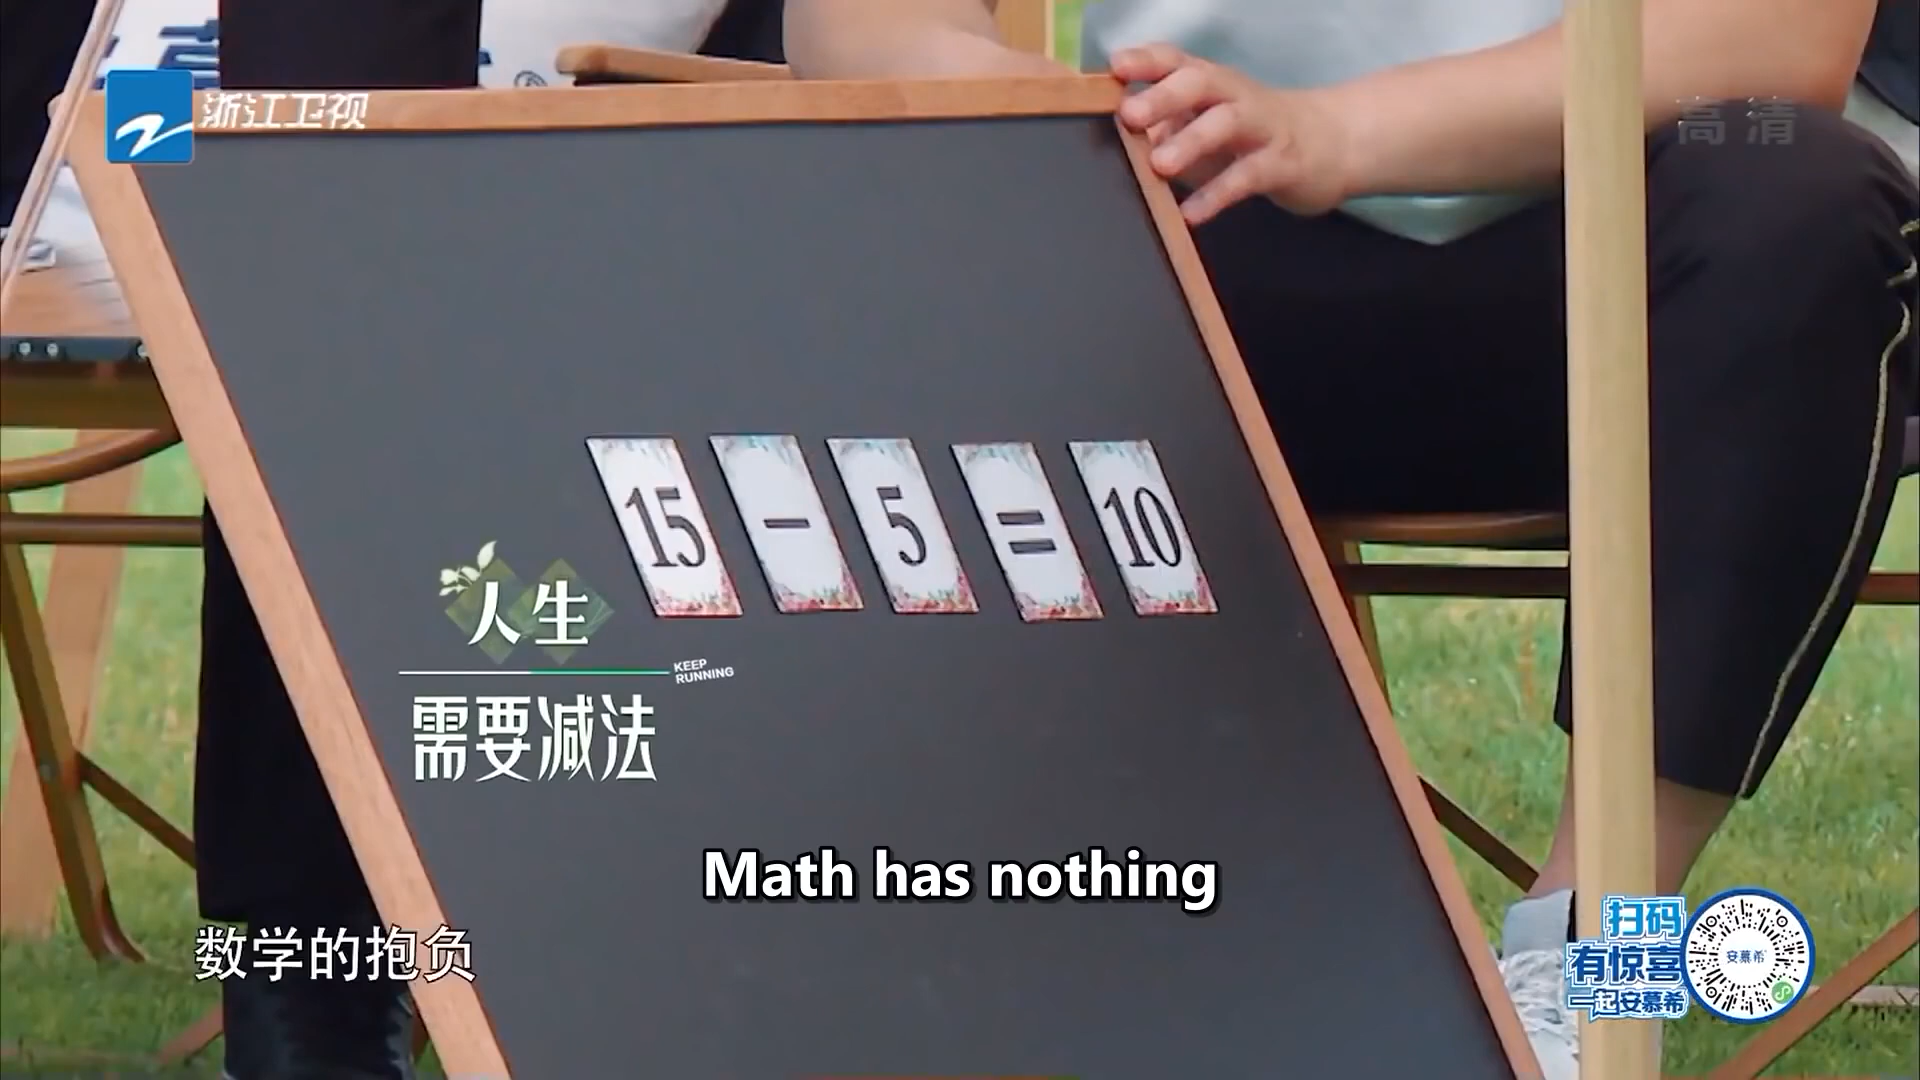 浙江卫视
高清
15 - 5 = 10
人生
KEEP
RUNNING
需要减法
Math has nothing
数学的抱负
扫码
有惊喜
一起安慕希
安慕希